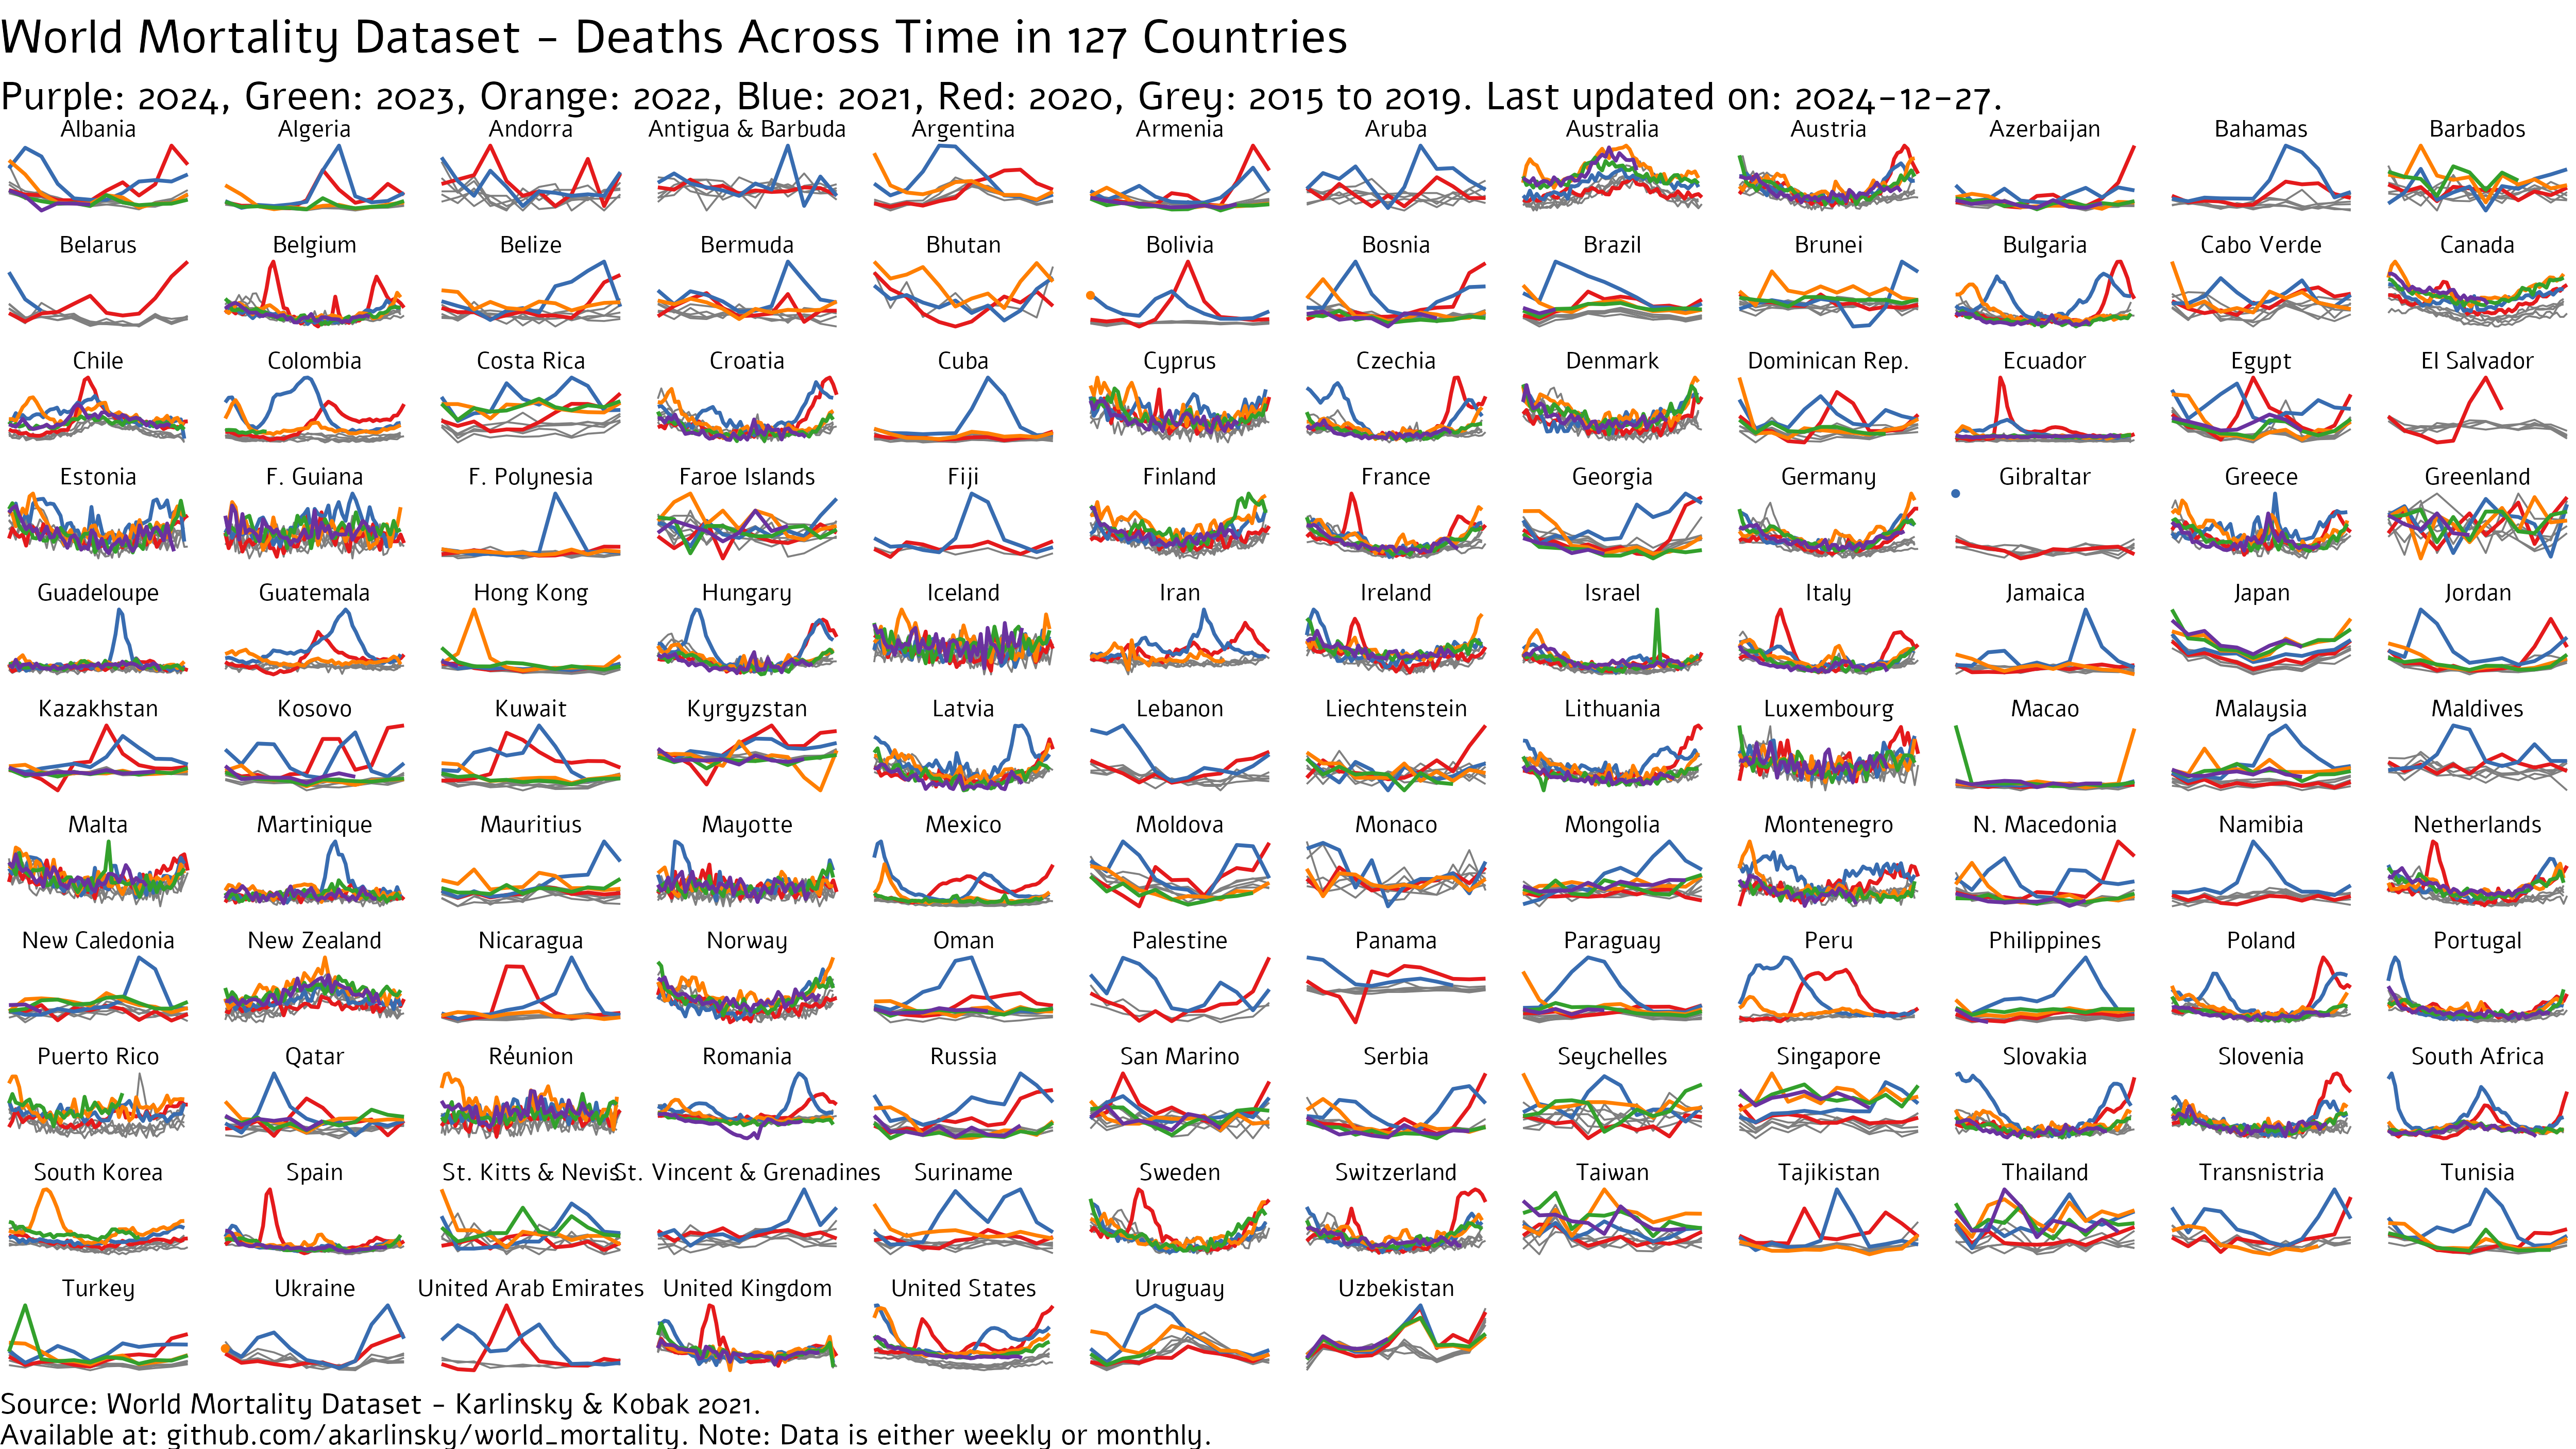 World Mortality Dataset - Deaths Across Time in 127 Countries
Purple: 2024, Green: 2023, Orange: 2022, Blue: 2021, Red: 2020, Grey: 2015 to 2019. Last updated on: 2024-12-27.
Albania Algeria Andorra Antigua & Barbuda Argentina Armenia Aruba Australia Austria Azerbaijan Bahamas Barbados
Belarus Belgium Belize Bermuda Bhutan Bolivia Bosnia Brazil Brunei Bulgaria Cabo Verde Canada
Chile Colombia Costa Rica Croatia Cuba Cyprus Czechia Denmark Dominican Rep. Ecuador Egypt El Salvador
Estonia F. Guiana F. Polynesia Faroe Islands Fiji Finland France Georgia Germany Gibraltar Greece Greenland
Guadeloupe Guatemala Hong Kong Hungary Iceland Iran Ireland Israel Italy Jamaica Japan Jordan
Kazakhstan Kosovo Kuwait Kyrgyzstan Latvia Lebanon Liechtenstein Lithuania Luxembourg Macao Malaysia Maldives
Malta Martinique Mauritius Mayotte Mexico Moldova Monaco Mongolia Montenegro N. Macedonia Namibia Netherlands
New Caledonia New Zealand Nicaragua Norway Oman Palestine Panama Paraguay Peru Philippines Poland Portugal
Puerto Rico Qatar Réunion Romania Russia San Marino Serbia Seychelles Singapore Slovakia Slovenia South Africa
South Korea Spain St. Kitts & Nevis St. Vincent & Grenadines Suriname Sweden Switzerland Taiwan Tajikistan Thailand Transnistria Tunisia
Turkey Ukraine United Arab Emirates United Kingdom United States Uruguay Uzbekistan
Source: World Mortality Dataset - Karlinsky & Kobak 2021.
Available at: github.com/akarlinsky/world_mortality. Note: Data is either weekly or monthly.